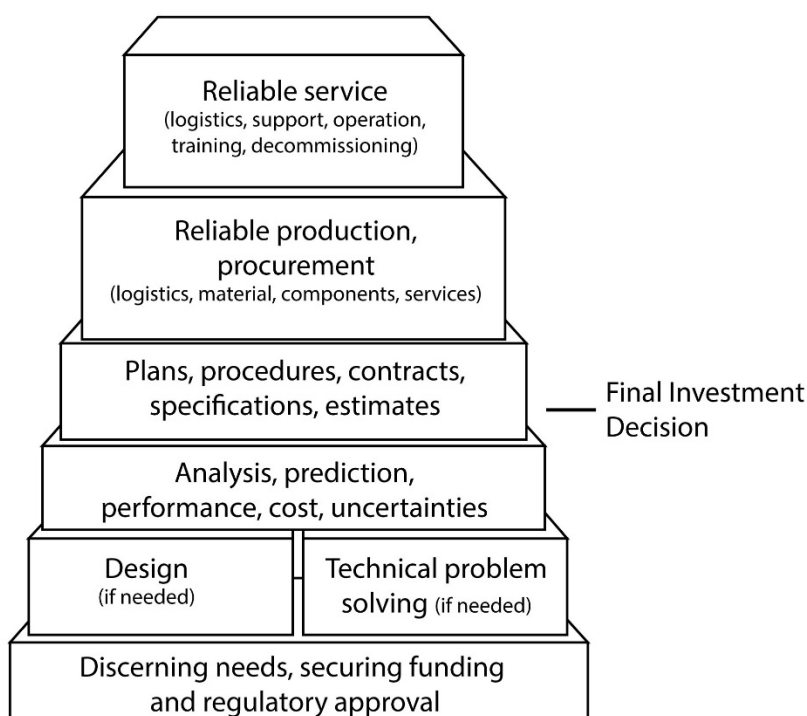 Reliable service
(logistics, support, operation,
training, decommissioning)
Reliable production,
procurement
(logistics, material, components, services)
Plans, procedures, contracts,
specifications, estimates
Final Investment
Decision
Analysis, prediction,
performance, cost, uncertainties
Design
(if needed)
Technical problem
solving (if needed)
Discerning needs, securing funding
and regulatory approval